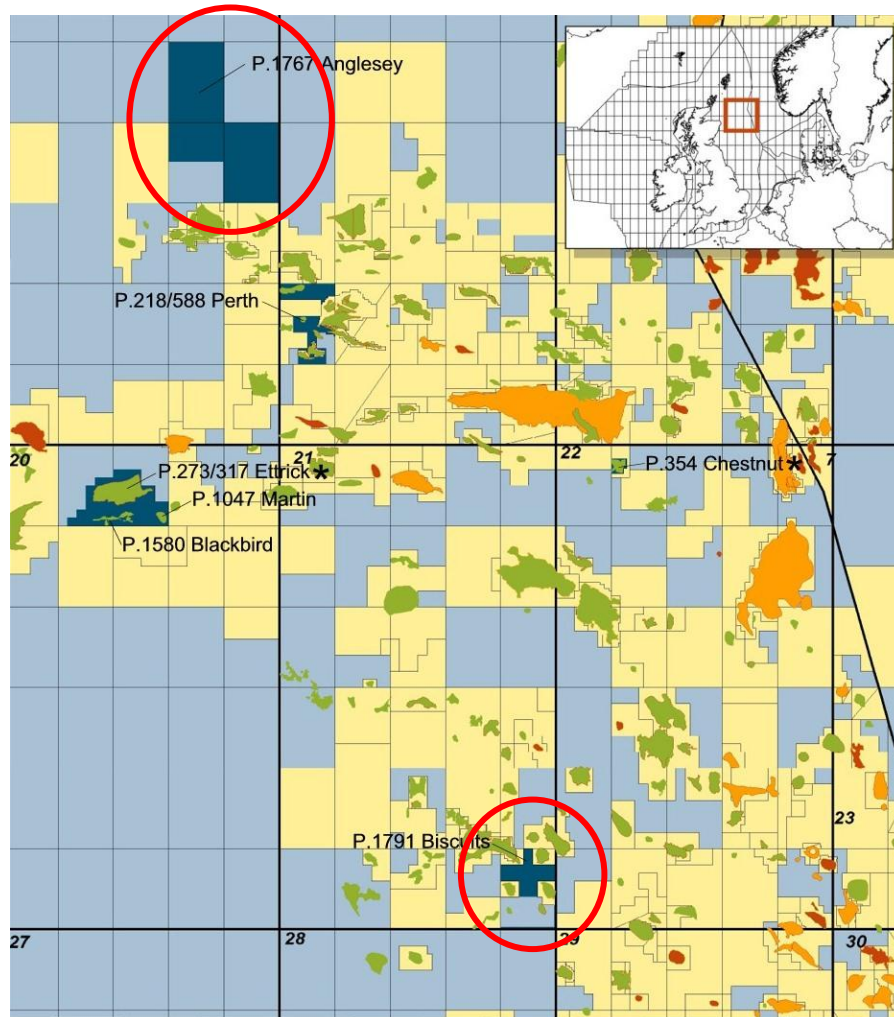 P.1767 Anglesey
P.218/588 Perth
20
21
22
7
P.273/317 Ettrick*
P.354 Chestnut*
P.1047 Martin
P.1580 Blackbird
23
P.1791 Biscuits
27
28
29
30